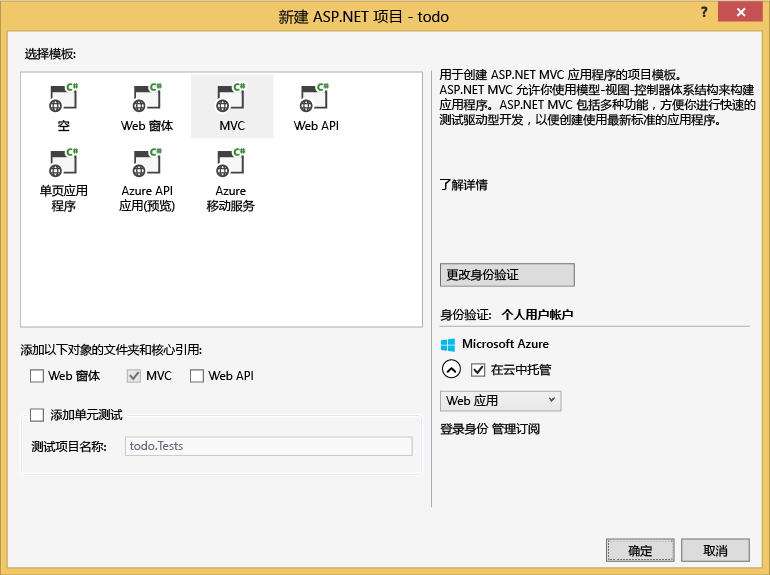 新建 ASP.NET 项目 - todo
?
选择模板:
C# C# C# C#
空 Web 窗体 MVC Web API
C# C# C#
单页应用 Azure API Azure
程序 应用(预览) 移动服务
用于创建 ASP.NET MVC 应用程序的项目模板。
ASP.NET MVC 允许你使用模型-视图-控制器体系结构来构建
应用程序。ASP.NET MVC 包括多种功能，方便你进行快速的
测试驱动型开发，以便创建使用最新标准的应用程序。
了解详情
更改身份验证
身份验证: 个人用户帐户
Microsoft Azure
在云中托管
Web 应用
登录身份 管理订阅
添加以下对象的文件夹和核心引用:
Web 窗体 MVC Web API
添加单元测试
测试项目名称: todo.Tests
确定 取消